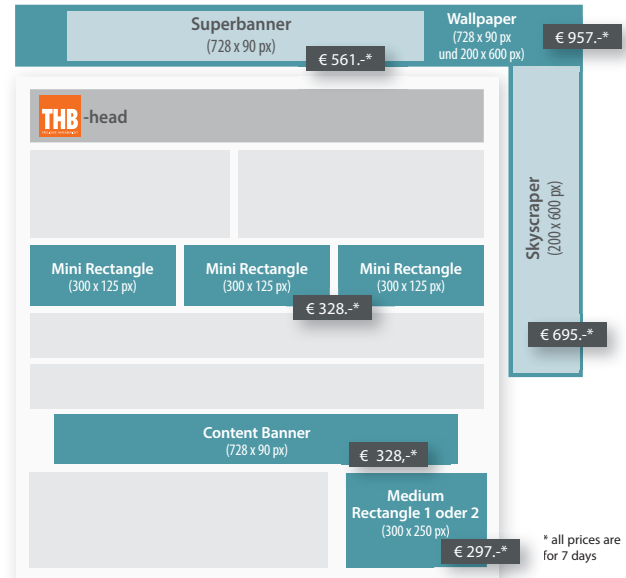 Superbanner
(728 x 90 px)
€ 561.-*
Wallpaper
(728 x 90 px
und 200 x 600 px)
€ 957.-*
THB
-head
Skyscraper
(200 x 600 px)
€ 695.-*
Mini Rectangle
(300 x 125 px)
Mini Rectangle
(300 x 125 px)
Mini Rectangle
(300 x 125 px)
€ 328.-*
Content Banner
(728 x 90 px)
€ 328,-*
Medium
Rectangle 1 oder 2
(300 x 250 px)
€ 297.-*
* all prices are
for 7 days